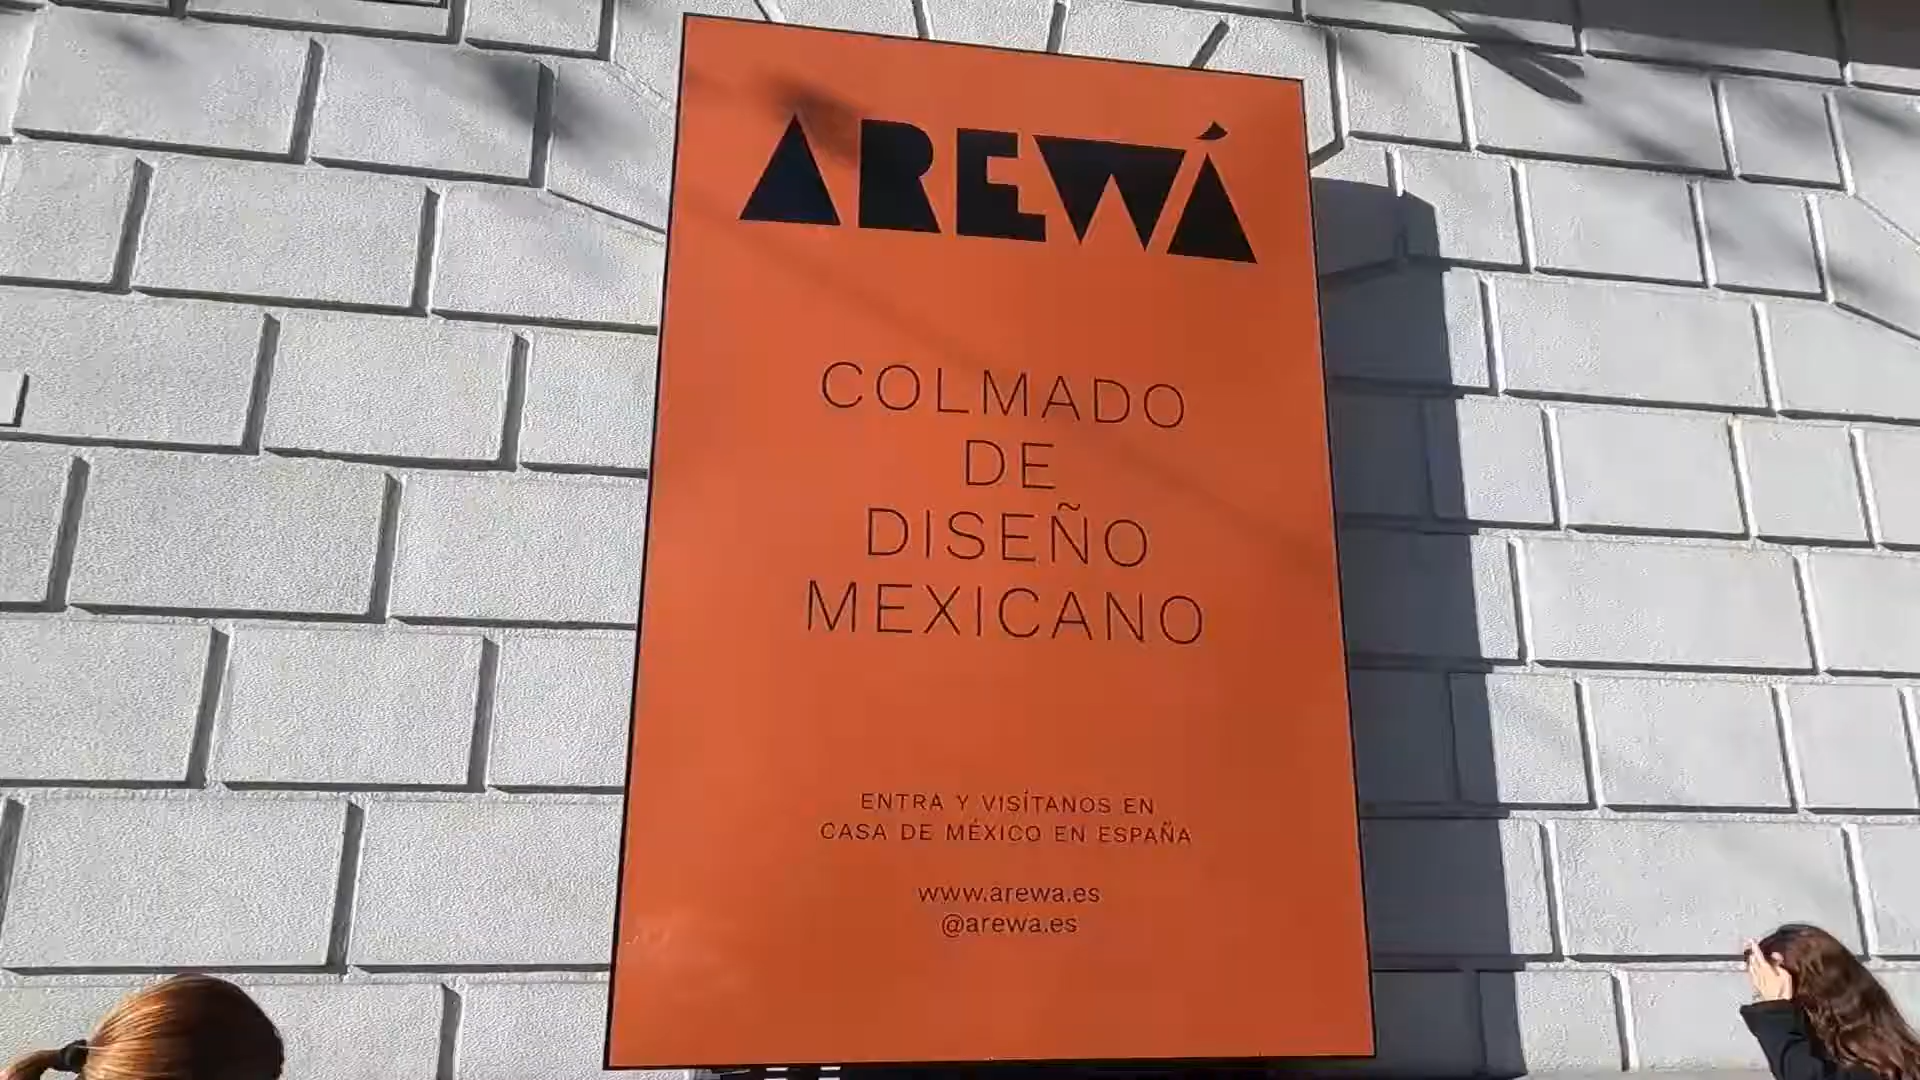 AREWÁ
COLMADO
DE
DISEÑO
MEXICANO
ENTRA Y VISÍTANOS EN
CASA DE MÉXICO EN ESPAÑA
www.arewa.es
@arewa.es